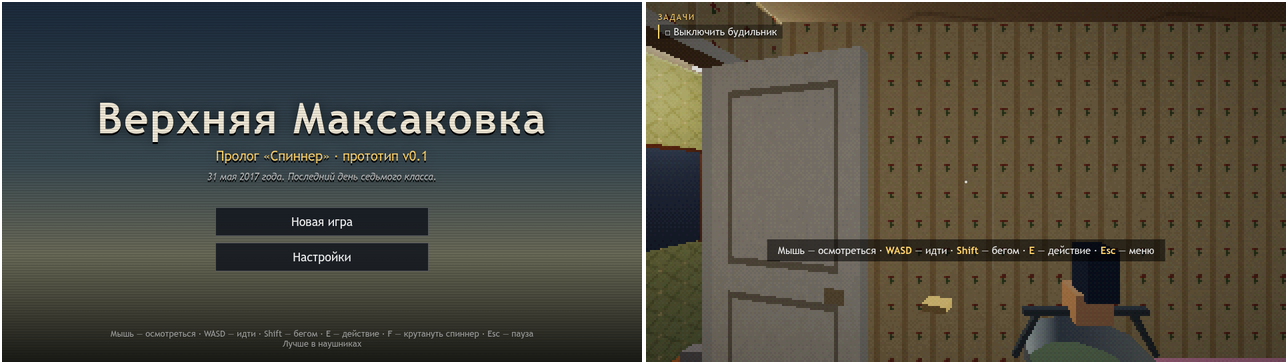 Верхняя Максаковка
Пролог «Спиннер» · прототип v0.1
31 мая 2017 года. Последний день седьмого класса.
Новая игра
Настройки
Мышь — осмотреться · WASD — идти · Shift — бегом · E — действие · F — крутануть спиннер · Esc — пауза
Лучше в наушниках
ЗАДАЧИ
□ Выключить будильник
Мышь — осмотреться · WASD — идти · Shift — бегом · E — действие · Esc — меню